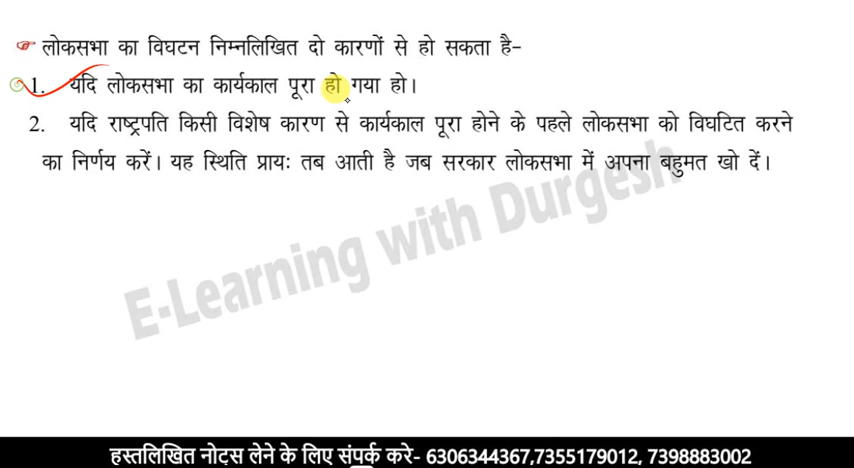 ☞ लोकसभा का विघटन निम्नलिखित दो कारणों से हो सकता है-
1. यदि लोकसभा का कार्यकाल पूरा हो गया हो।
2. यदि राष्ट्रपति किसी विशेष कारण से कार्यकाल पूरा होने के पहले लोकसभा को विघटित करने
का निर्णय करें। यह स्थिति प्रायः तब आती है जब सरकार लोकसभा में अपना बहुमत खो दें।
E-Learning with Durgesh
हस्तलिखित नोट्स लेने के लिए संपर्क करे- 6306344367,7355179012, 7398883002